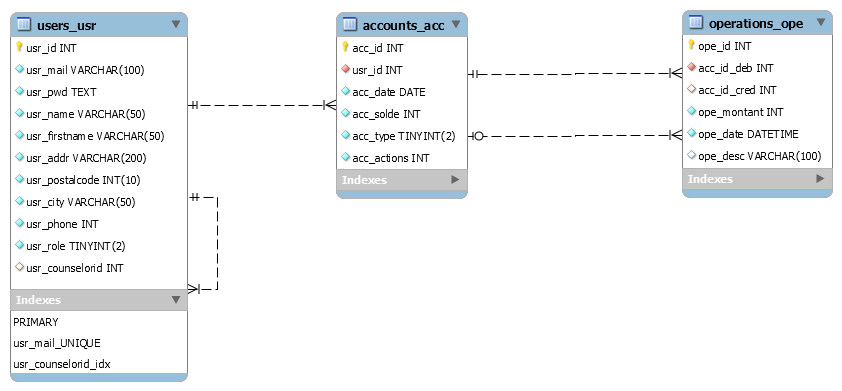 users_usr
usr_id INT
usr_mail VARCHAR(100)
usr_pwd TEXT
usr_name VARCHAR(50)
usr_firstname VARCHAR(50)
usr_addr VARCHAR(200)
usr_postalcode INT(10)
usr_city VARCHAR(50)
usr_phone INT
usr_role TINYINT(2)
usr_counselorid INT
Indexes
PRIMARY
usr_mail_UNIQUE
usr_counselorid_idx
accounts_acc
acc_id INT
usr_id INT
acc_date DATE
acc_solde INT
acc_type TINYINT(2)
acc_actions INT
Indexes
operations_ope
ope_id INT
acc_id_deb INT
acc_id_cred INT
ope_montant INT
ope_date DATETIME
ope_desc VARCHAR(100)
Indexes